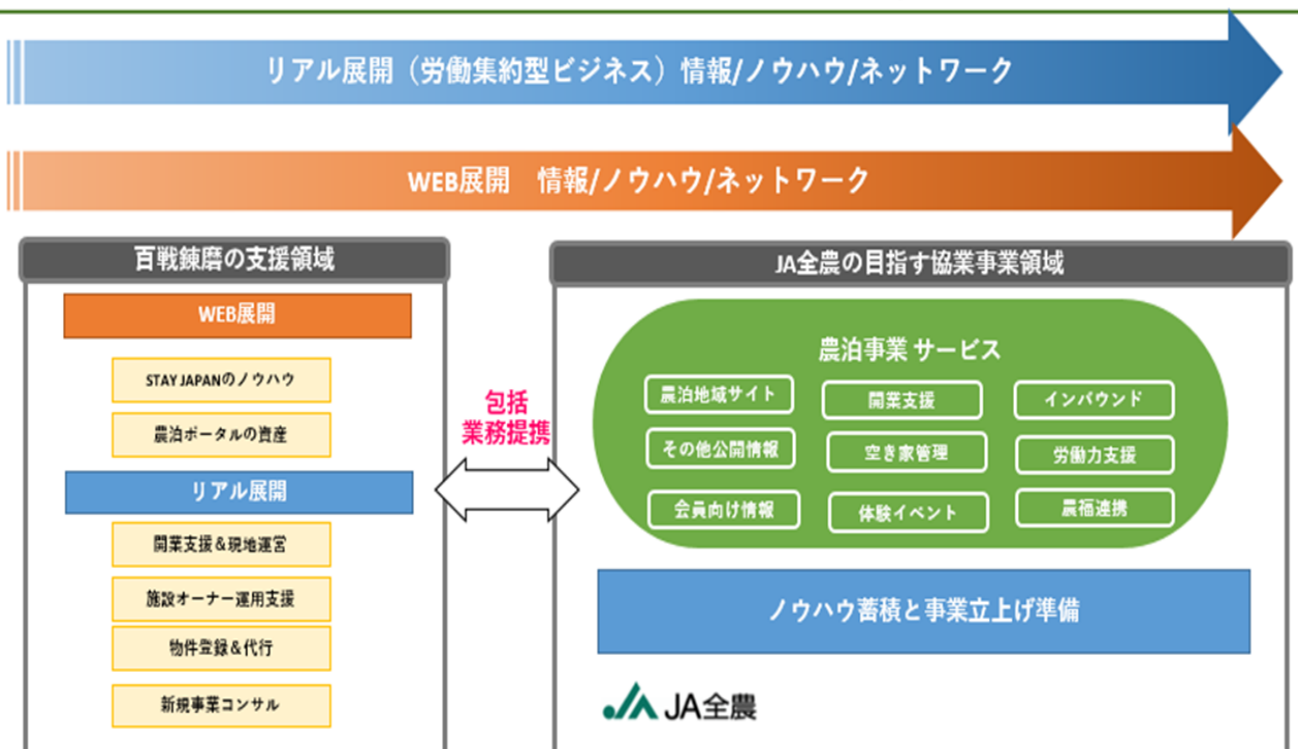 リアル展開（労働集約型ビジネス）情報/ノウハウ/ネットワーク
WEB展開　情報/ノウハウ/ネットワーク
百戦錬磨の支援領域
WEB展開
STAY JAPANのノウハウ
農泊ポータルの資産
リアル展開
開業支援＆現地運営
施設オーナー運用支援
物件登録＆代行
新規事業コンサル
包括
業務提携
JA全農の目指す協業事業領域
農泊事業 サービス
農泊地域サイト
開業支援
インバウンド
その他公開情報
空き家管理
労働力支援
会員向け情報
体験イベント
農福連携
ノウハウ蓄積と事業立上げ準備
JA全農